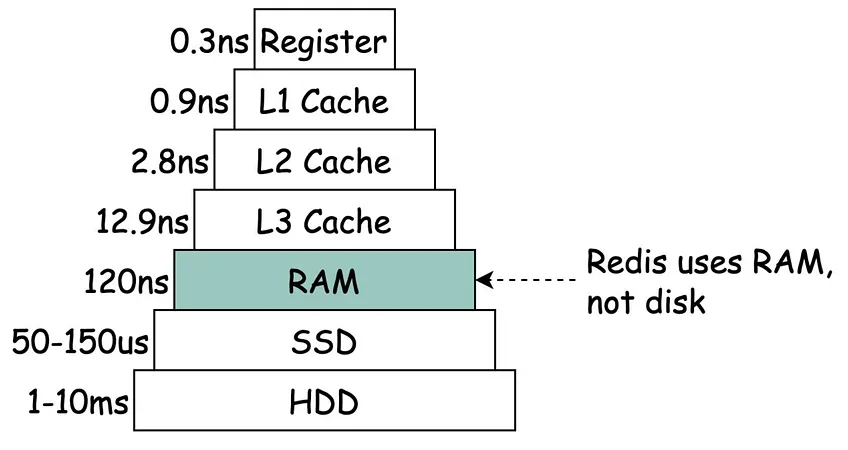 0.3ns Register
0.9ns L1 Cache
2.8ns L2 Cache
12.9ns L3 Cache
120ns RAM
Redis uses RAM,
not disk
50-150us SSD
1-10ms HDD